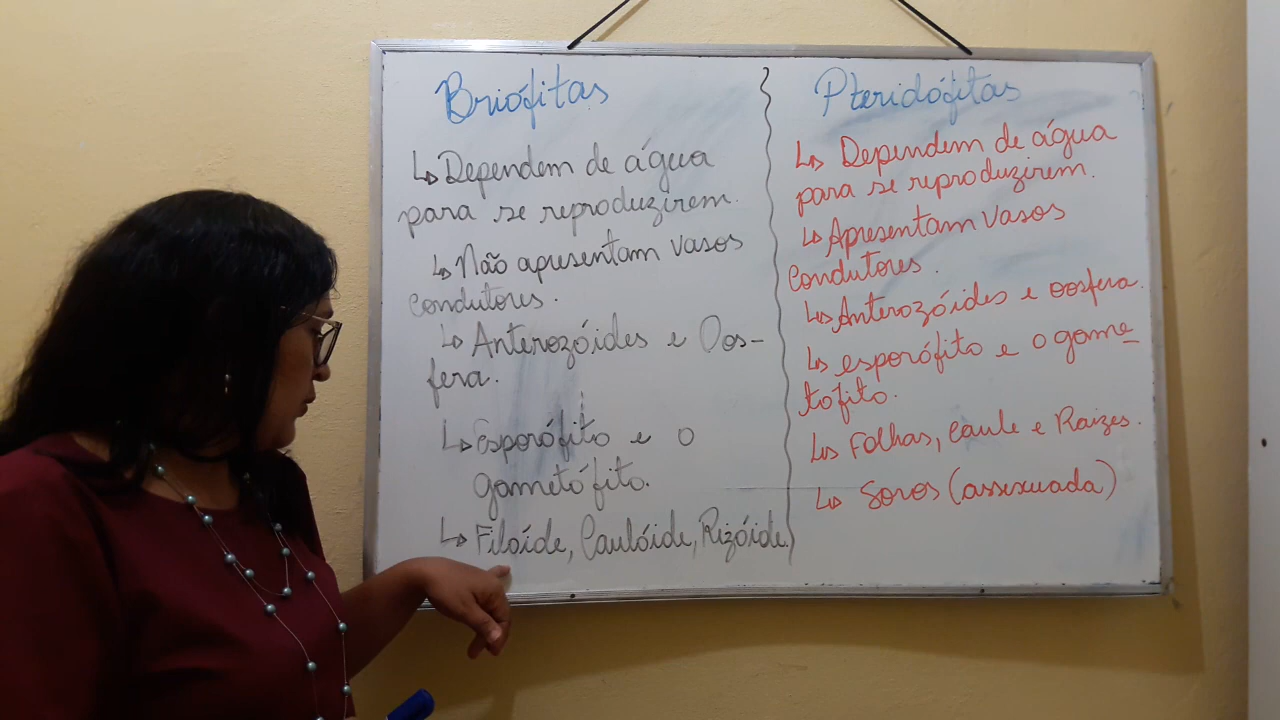 Briófitas
↳ Dependem de água
para se reproduzirem.
↳ Não apresentam vasos
condutores.
↳ Anterozóides e Oos-
fera.
↳ Esporófito e o
gametófito.
↳ Filóide, Caulóide, Rizóide.
Pteridófitas
↳ Dependem de água
para se reproduzirem.
↳ Apresentam vasos
Condutores.
↳ Anterozóides e oosfera.
↳ esporófito e o game
tófito.
↳ Folhas, Caule e Raizes.
↳ Soros (assexuada)